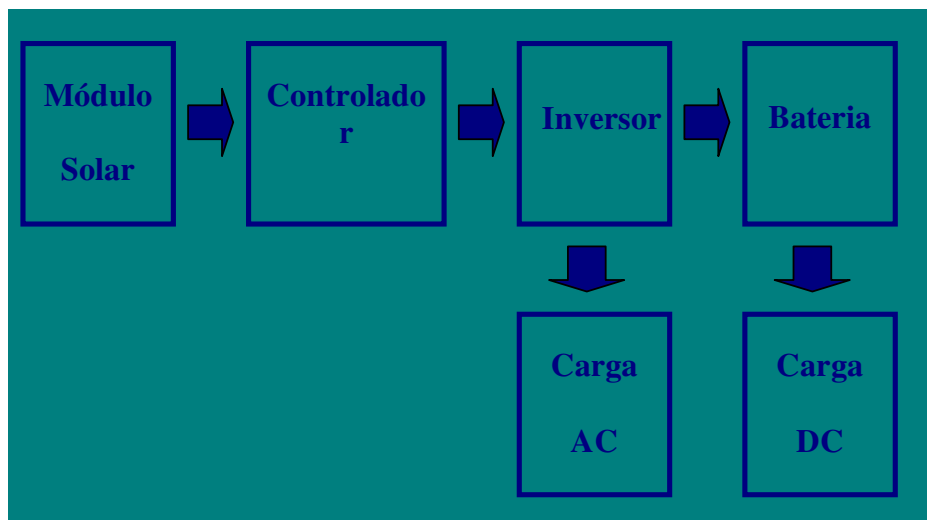 Módulo
Solar
Controlado
r
Inversor
Bateria
Carga
AC
Carga
DC